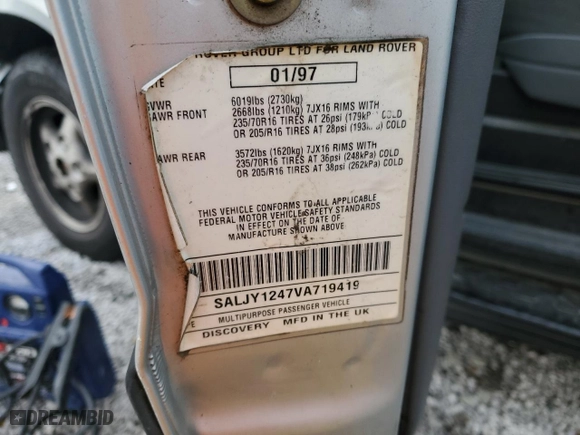 ROVER GROUP LTD FOR LAND ROVER
01/97
GVWR 6019lbs (2730kg)
GAWR FRONT 2668lbs (1210kg) 7JX16 RIMS WITH
235/70R16 TIRES AT 26psi (179kPa) COLD
OR 205/R16 TIRES AT 28psi COLD
AWR REAR 3572lbs (1620kg) 7JX16 RIMS WITH
235/70R16 TIRES AT 36psi (248kPa) COLD
OR 205/R16 TIRES AT 38psi (262kPa) COLD
THIS VEHICLE CONFORMS TO ALL APPLICABLE
FEDERAL MOTOR VEHICLE SAFETY STANDARDS
IN EFFECT ON THE DATE OF
MANUFACTURE SHOWN ABOVE
SALJY1247VA719419
MULTIPURPOSE PASSENGER VEHICLE
DISCOVERY MFD IN THE UK
DREAMBID